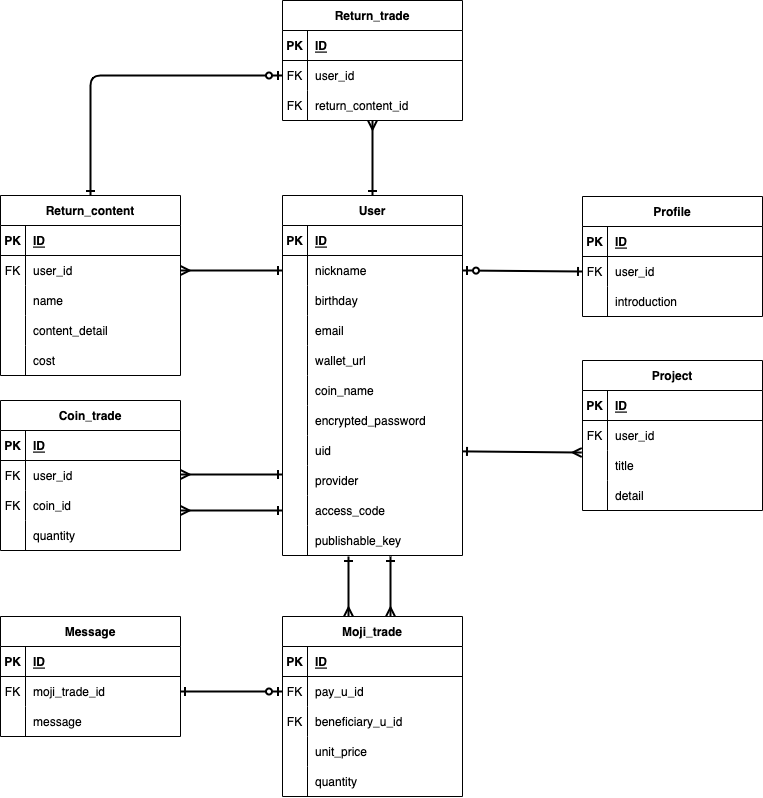 Return_trade
PK ID
FK user_id
FK return_content_id
Return_content
PK ID
FK user_id
name
content_detail
cost
User
PK ID
nickname
birthday
email
wallet_url
coin_name
encrypted_password
uid
provider
access_code
publishable_key
Profile
PK ID
FK user_id
introduction
Project
PK ID
FK user_id
title
detail
Coin_trade
PK ID
FK user_id
FK coin_id
quantity
Message
PK ID
FK moji_trade_id
message
Moji_trade
PK ID
FK pay_u_id
FK beneficiary_u_id
unit_price
quantity